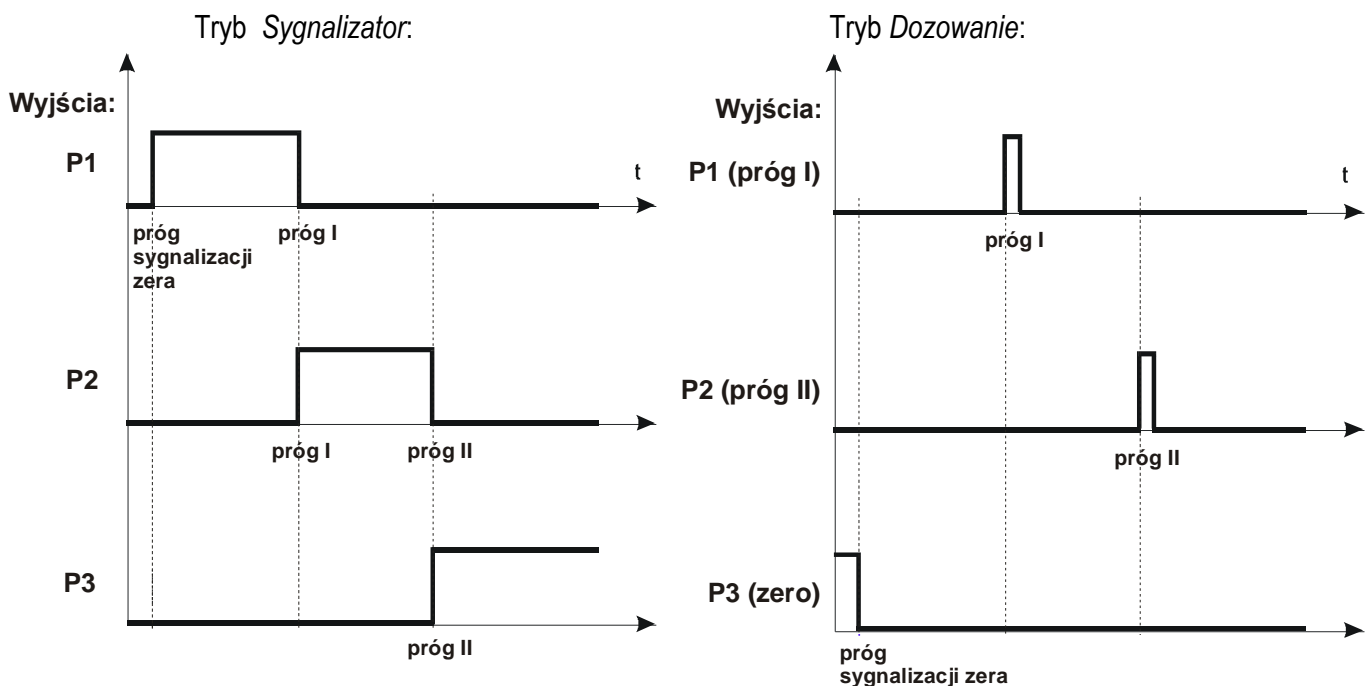 Tryb Sygnalizator:
Wyjścia:
P1
t
próg
sygnalizacji
zera
próg I
P2
próg I
próg II
P3
próg II
Tryb Dozowanie:
Wyjścia:
P1 (próg I)
t
próg I
P2 (próg II)
próg II
P3 (zero)
próg
sygnalizacji zera